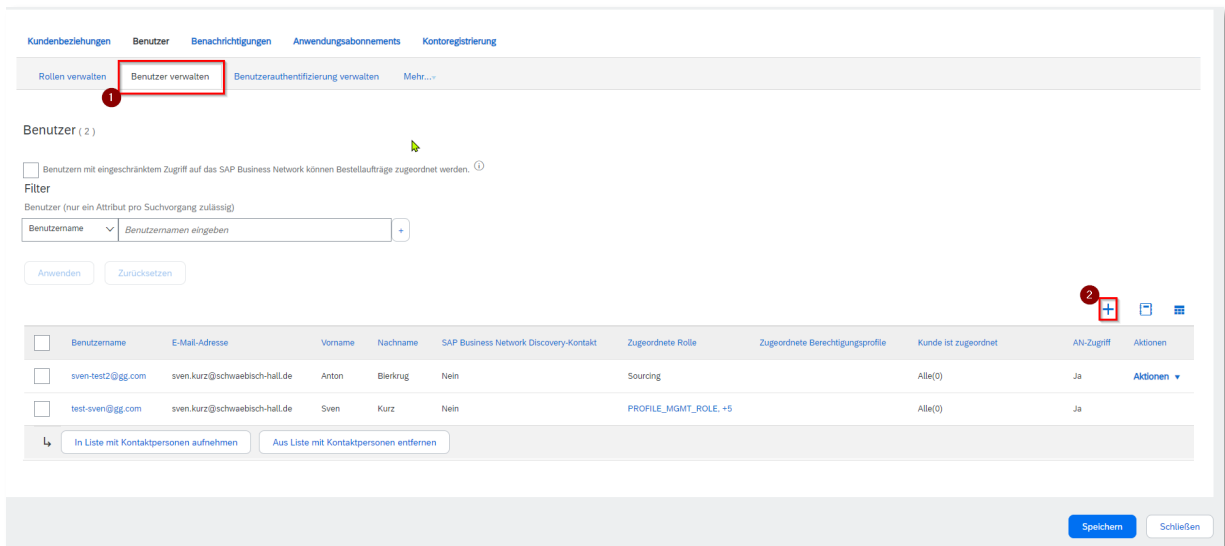 Kundenbeziehungen Benutzer Benachrichtigungen Anwendungsabonnements Kontoregistrierung
Rollen verwalten Benutzer verwalten Benutzerauthentifizierung verwalten Mehr...
1
Benutzer ( 2 )
Benutzern mit eingeschränktem Zugriff auf das SAP Business Network können Bestellaufträge zugeordnet werden. i
Filter
Benutzer (nur ein Attribut pro Suchvorgang zulässig)
Benutzername Benutzernamen eingeben +
Anwenden Zurücksetzen
2
+
Benutzername E-Mail-Adresse Vorname Nachname SAP Business Network Discovery-Kontakt Zugeordnete Rolle Zugeordnete Berechtigungsprofile Kunde ist zugeordnet AN-Zugriff Aktionen
sven-test2@gg.com sven.kurz@schwaebisch-hall.de Anton Bierkrug Nein Sourcing Alle(0) Ja Aktionen
test-sven@gg.com sven.kurz@schwaebisch-hall.de Sven Kurz Nein PROFILE_MGMT_ROLE, +5 Alle(0) Ja
In Liste mit Kontaktpersonen aufnehmen Aus Liste mit Kontaktpersonen entfernen
Speichern Schließen